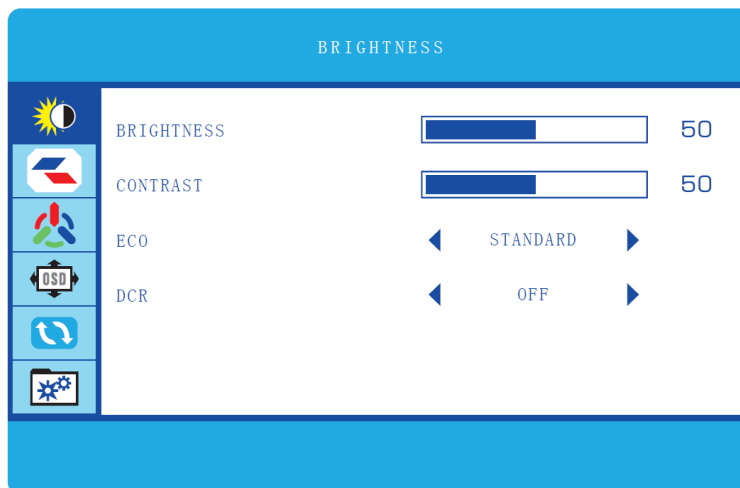 BRIGHTNESS
BRIGHTNESS 50
CONTRAST 50
ECO STANDARD
OSD
DCR OFF